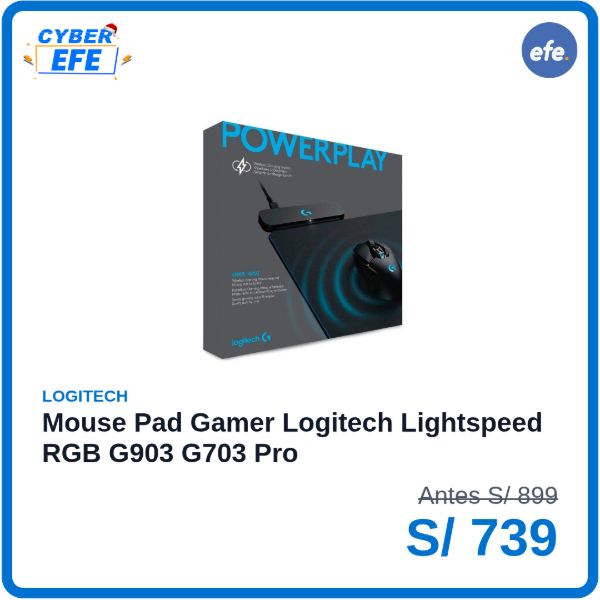 CYBER
EFE
efe.
POWERPLAY
logitech G
LOGITECH
Mouse Pad Gamer Logitech Lightspeed
RGB G903 G703 Pro
Antes S/ 899
S/ 739